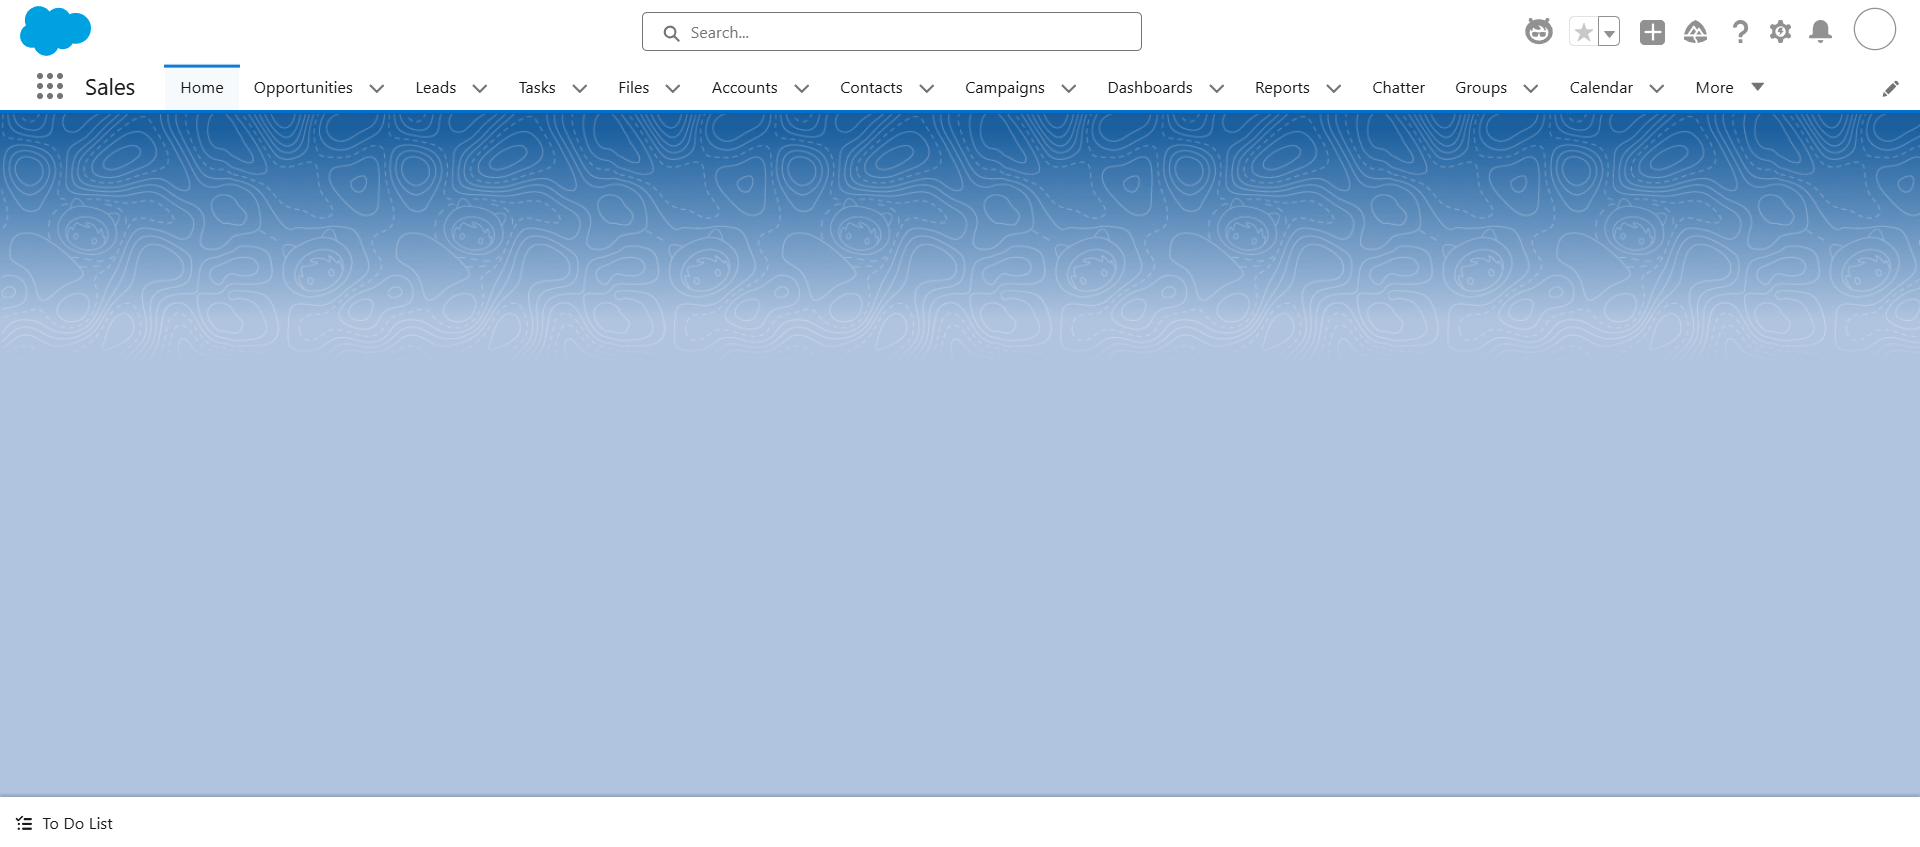 Search...
Sales
Home
Opportunities
Leads
Tasks
Files
Accounts
Contacts
Campaigns
Dashboards
Reports
Chatter
Groups
Calendar
More
To Do List